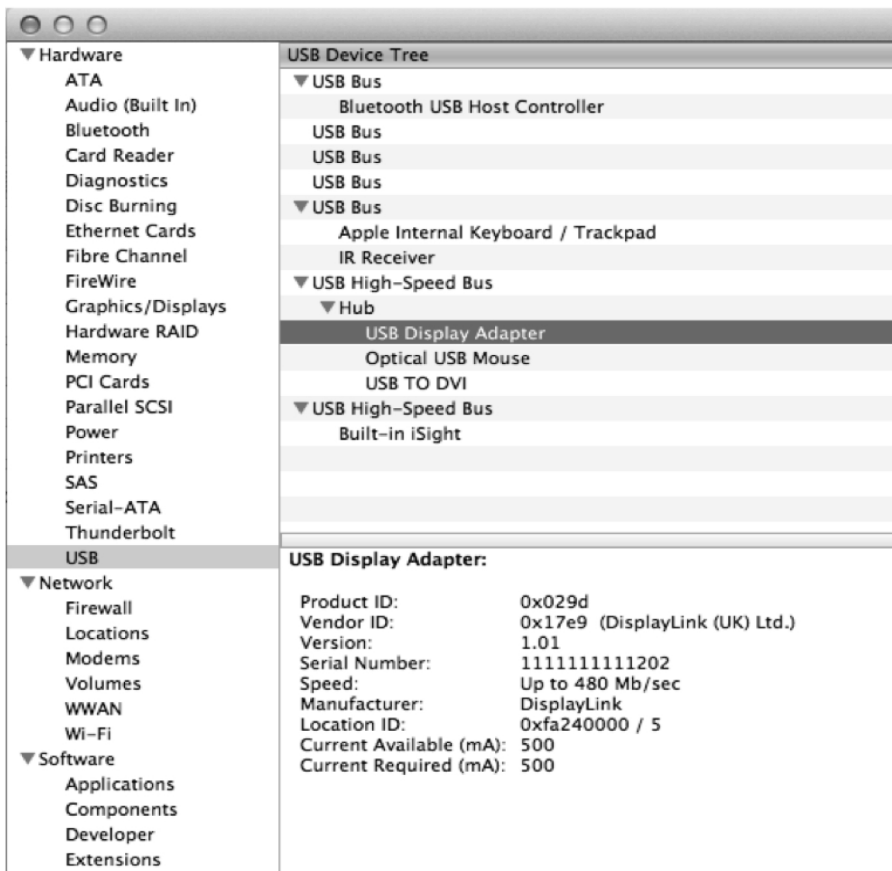 Hardware
ATA
Audio (Built In)
Bluetooth
Card Reader
Diagnostics
Disc Burning
Ethernet Cards
Fibre Channel
FireWire
Graphics/Displays
Hardware RAID
Memory
PCI Cards
Parallel SCSI
Power
Printers
SAS
Serial-ATA
Thunderbolt
USB
Network
Firewall
Locations
Modems
Volumes
WWAN
Wi-Fi
Software
Applications
Components
Developer
Extensions
USB Device Tree
USB Bus
Bluetooth USB Host Controller
USB Bus
USB Bus
USB Bus
USB Bus
Apple Internal Keyboard / Trackpad
IR Receiver
USB High-Speed Bus
Hub
USB Display Adapter
Optical USB Mouse
USB TO DVI
USB High-Speed Bus
Built-in iSight
USB Display Adapter:
Product ID: 0x029d
Vendor ID: 0x17e9 (DisplayLink (UK) Ltd.)
Version: 1.01
Serial Number: 1111111111202
Speed: Up to 480 Mb/sec
Manufacturer: DisplayLink
Location ID: 0xfa240000 / 5
Current Available (mA): 500
Current Required (mA): 500